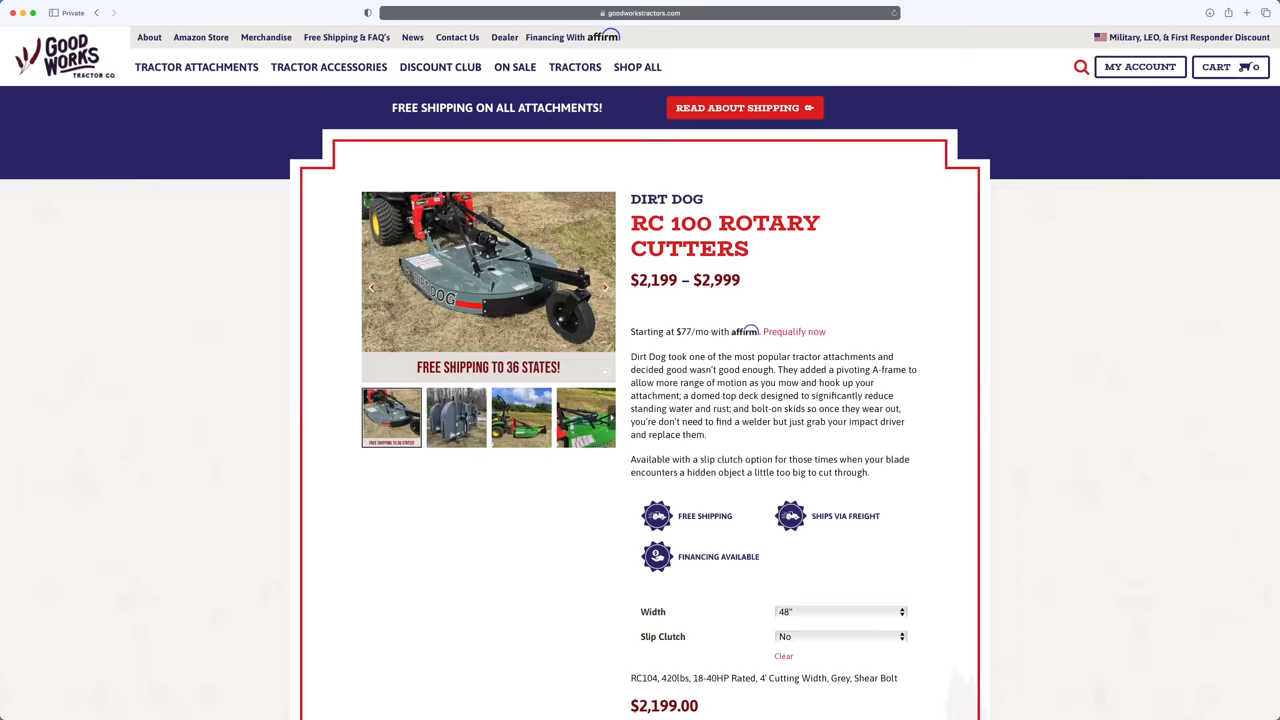 Private
goodworkstractors.com
GOOD
WORKS
TRACTOR CO.
About Amazon Store Merchandise Free Shipping & FAQ's News Contact Us Dealer Financing With affirm
Military, LEO, & First Responder Discount
TRACTOR ATTACHMENTS TRACTOR ACCESSORIES DISCOUNT CLUB ON SALE TRACTORS SHOP ALL
MY ACCOUNT CART 0
FREE SHIPPING ON ALL ATTACHMENTS! READ ABOUT SHIPPING
DIRT DOG
FREE SHIPPING TO 36 STATES!
FREE SHIPPING TO 36 STATES!
DIRT DOG
RC 100 ROTARY
CUTTERS
$2,199 – $2,999
Starting at $77/mo with affirm. Prequalify now
Dirt Dog took one of the most popular tractor attachments and
decided good wasn't good enough. They added a pivoting A-frame to
allow more range of motion as you mow and hook up your
attachment; a domed top deck designed to significantly reduce
standing water and rust; and bolt-on skids so once they wear out,
you're don't need to find a welder but just grab your impact driver
and replace them.
Available with a slip clutch option for those times when your blade
encounters a hidden object a little too big to cut through.
FREE SHIPPING SHIPS VIA FREIGHT
FINANCING AVAILABLE
Width 48"
Slip Clutch No
Clear
RC104, 420lbs, 18-40HP Rated, 4' Cutting Width, Grey, Shear Bolt
$2,199.00